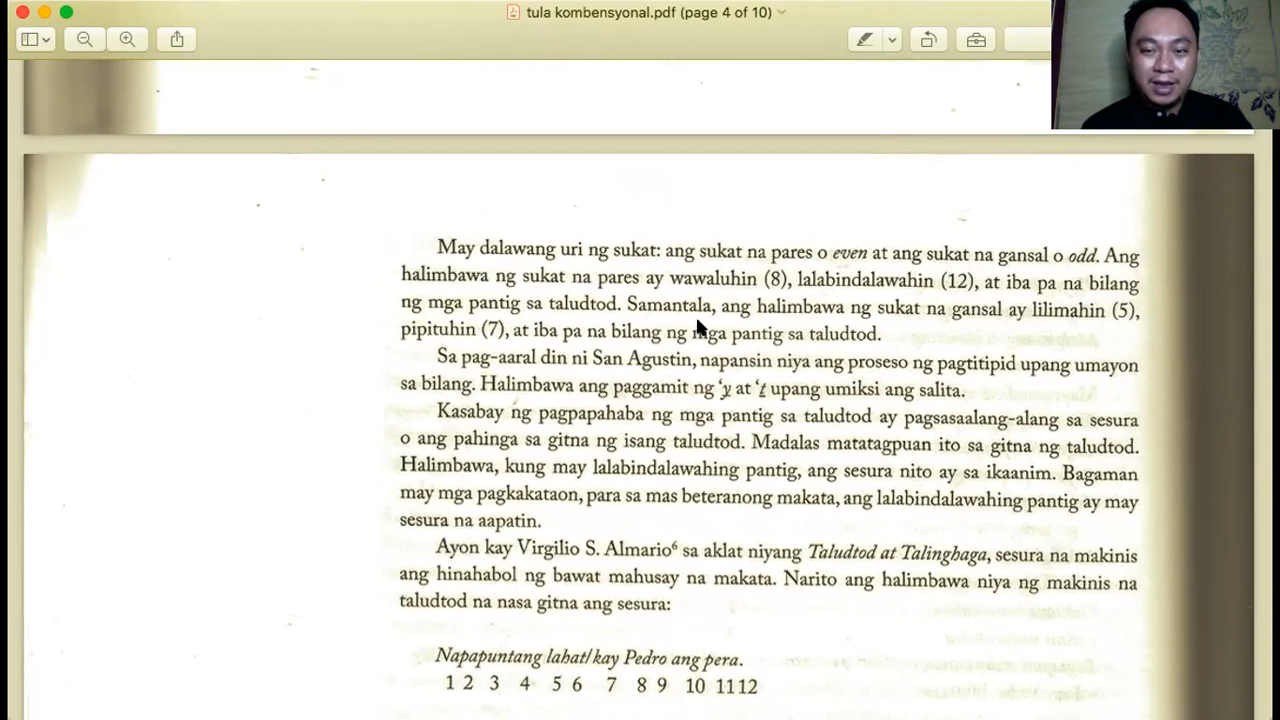 tula kombensyonal.pdf (page 4 of 10)
May dalawang uri ng sukat: ang sukat na pares o even at ang sukat na gansal o odd. Ang
halimbawa ng sukat na pares ay wawaluhin (8), lalabindalawahin (12), at iba pa na bilang
ng mga pantig sa taludtod. Samantala, ang halimbawa ng sukat na gansal ay lilimahin (5),
pipituhin (7), at iba pa na bilang ng mga pantig sa taludtod.
Sa pag-aaral din ni San Agustin, napansin niya ang proseso ng pagtitipid upang umayon
sa bilang. Halimbawa ang paggamit ng 'y at 't upang umiksi ang salita.
Kasabay ng pagpapahaba ng mga pantig sa taludtod ay pagsasaalang-alang sa sesura
o ang pahinga sa gitna ng isang taludtod. Madalas matatagpuan ito sa gitna ng taludtod.
Halimbawa, kung may lalabindalawahing pantig, ang sesura nito ay sa ikaanim. Bagaman
may mga pagkakataon, para sa mas beteranong makata, ang lalabindalawahing pantig ay may
sesura na aapatin.
Ayon kay Virgilio S. Almario⁶ sa aklat niyang Taludtod at Talinghaga, sesura na makinis
ang hinahabol ng bawat mahusay na makata. Narito ang halimbawa niya ng makinis na
taludtod na nasa gitna ang sesura:
Napapuntang lahat/kay Pedro ang pera.
1 2 3 4 5 6 7 8 9 10 11 12